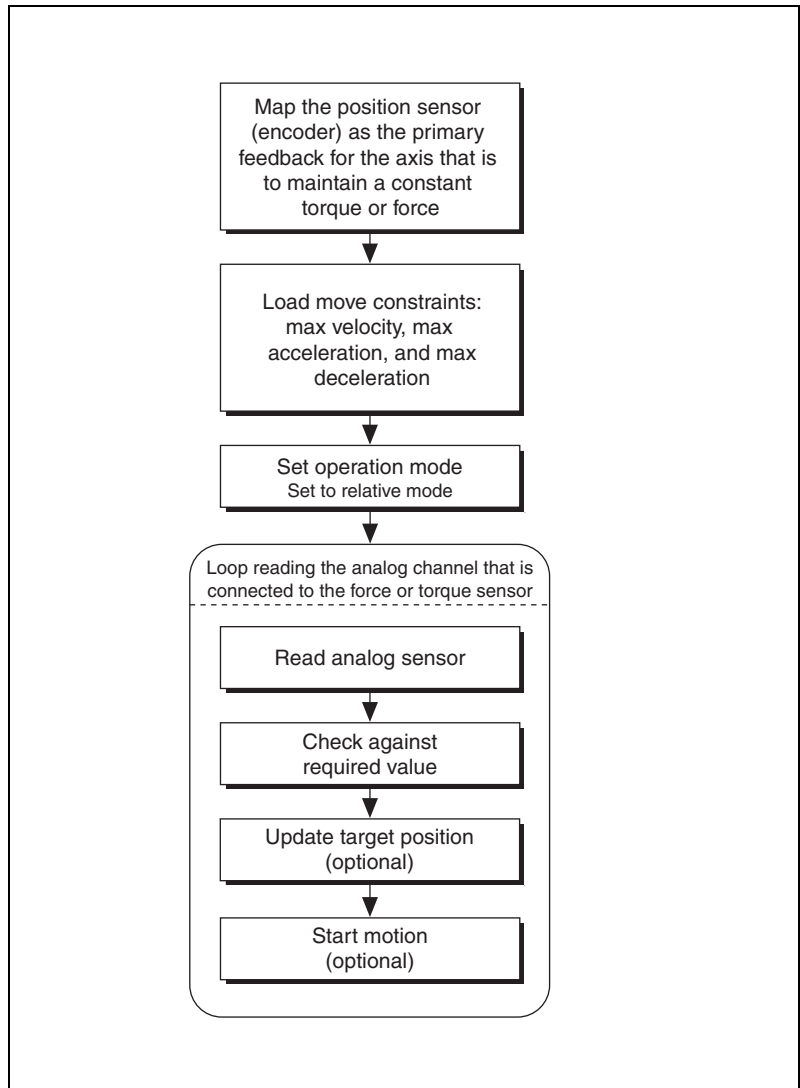 Map the position sensor
(encoder) as the primary
feedback for the axis that is
to maintain a constant
torque or force
Load move constraints:
max velocity, max
acceleration, and max
deceleration
Set operation mode
Set to relative mode
Loop reading the analog channel that is
connected to the force or torque sensor
Read analog sensor
Check against
required value
Update target position
(optional)
Start motion
(optional)